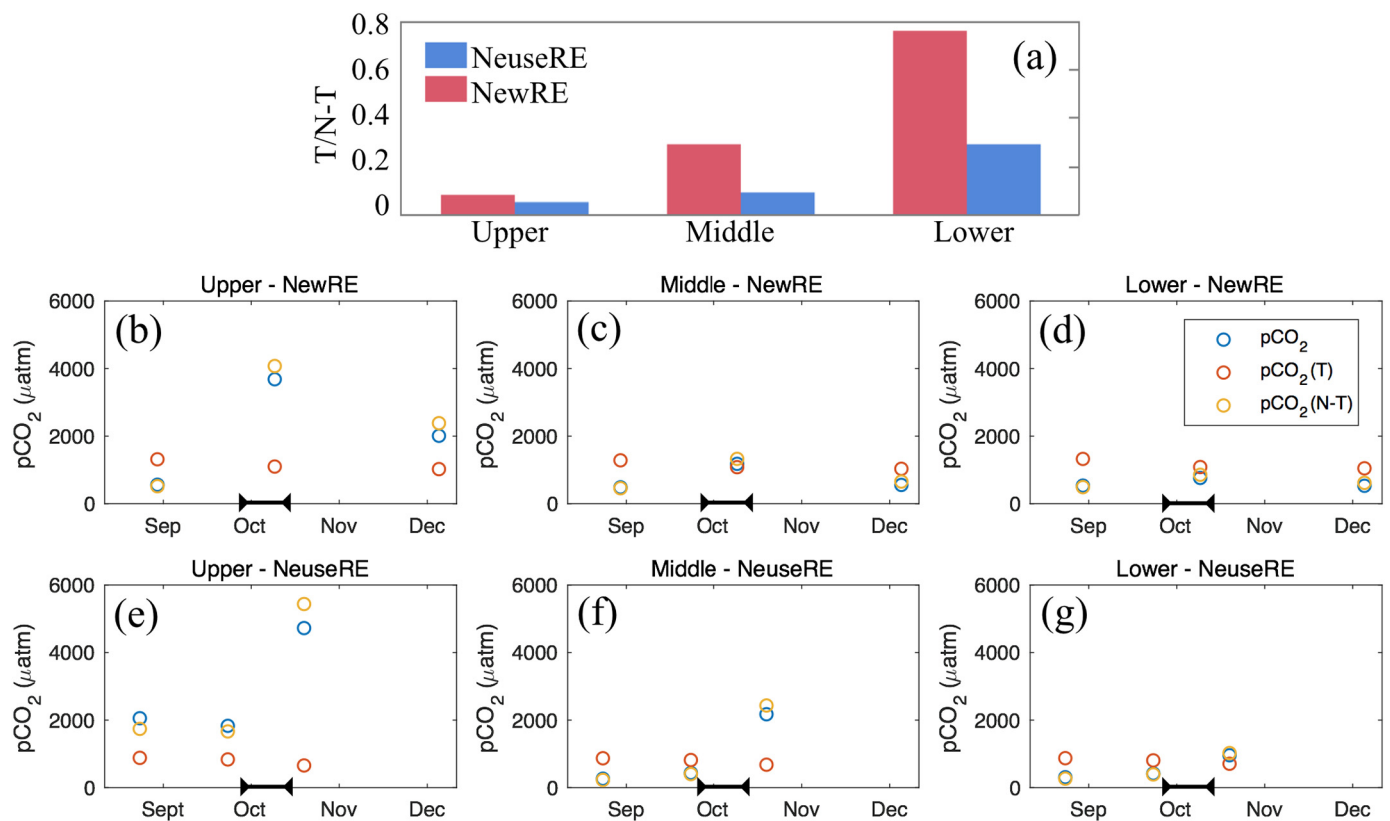 0.8
0.6
0.4
0.2
0
T/N-T
NeuseRE
NewRE
(a)
Upper Middle Lower
Upper - NewRE
(b)
6000
4000
2000
0
pCO2 (μatm)
Sep Oct Nov Dec
Middle - NewRE
(c)
6000
4000
2000
0
pCO2 (μatm)
Sep Oct Nov Dec
Lower - NewRE
(d)
6000
4000
2000
0
pCO2 (μatm)
pCO2
pCO2(T)
pCO2(N-T)
Sep Oct Nov Dec
Upper - NeuseRE
(e)
6000
4000
2000
0
pCO2 (μatm)
Sept Oct Nov Dec
Middle - NeuseRE
(f)
6000
4000
2000
0
pCO2 (μatm)
Sep Oct Nov Dec
Lower - NeuseRE
(g)
6000
4000
2000
0
pCO2 (μatm)
Sep Oct Nov Dec